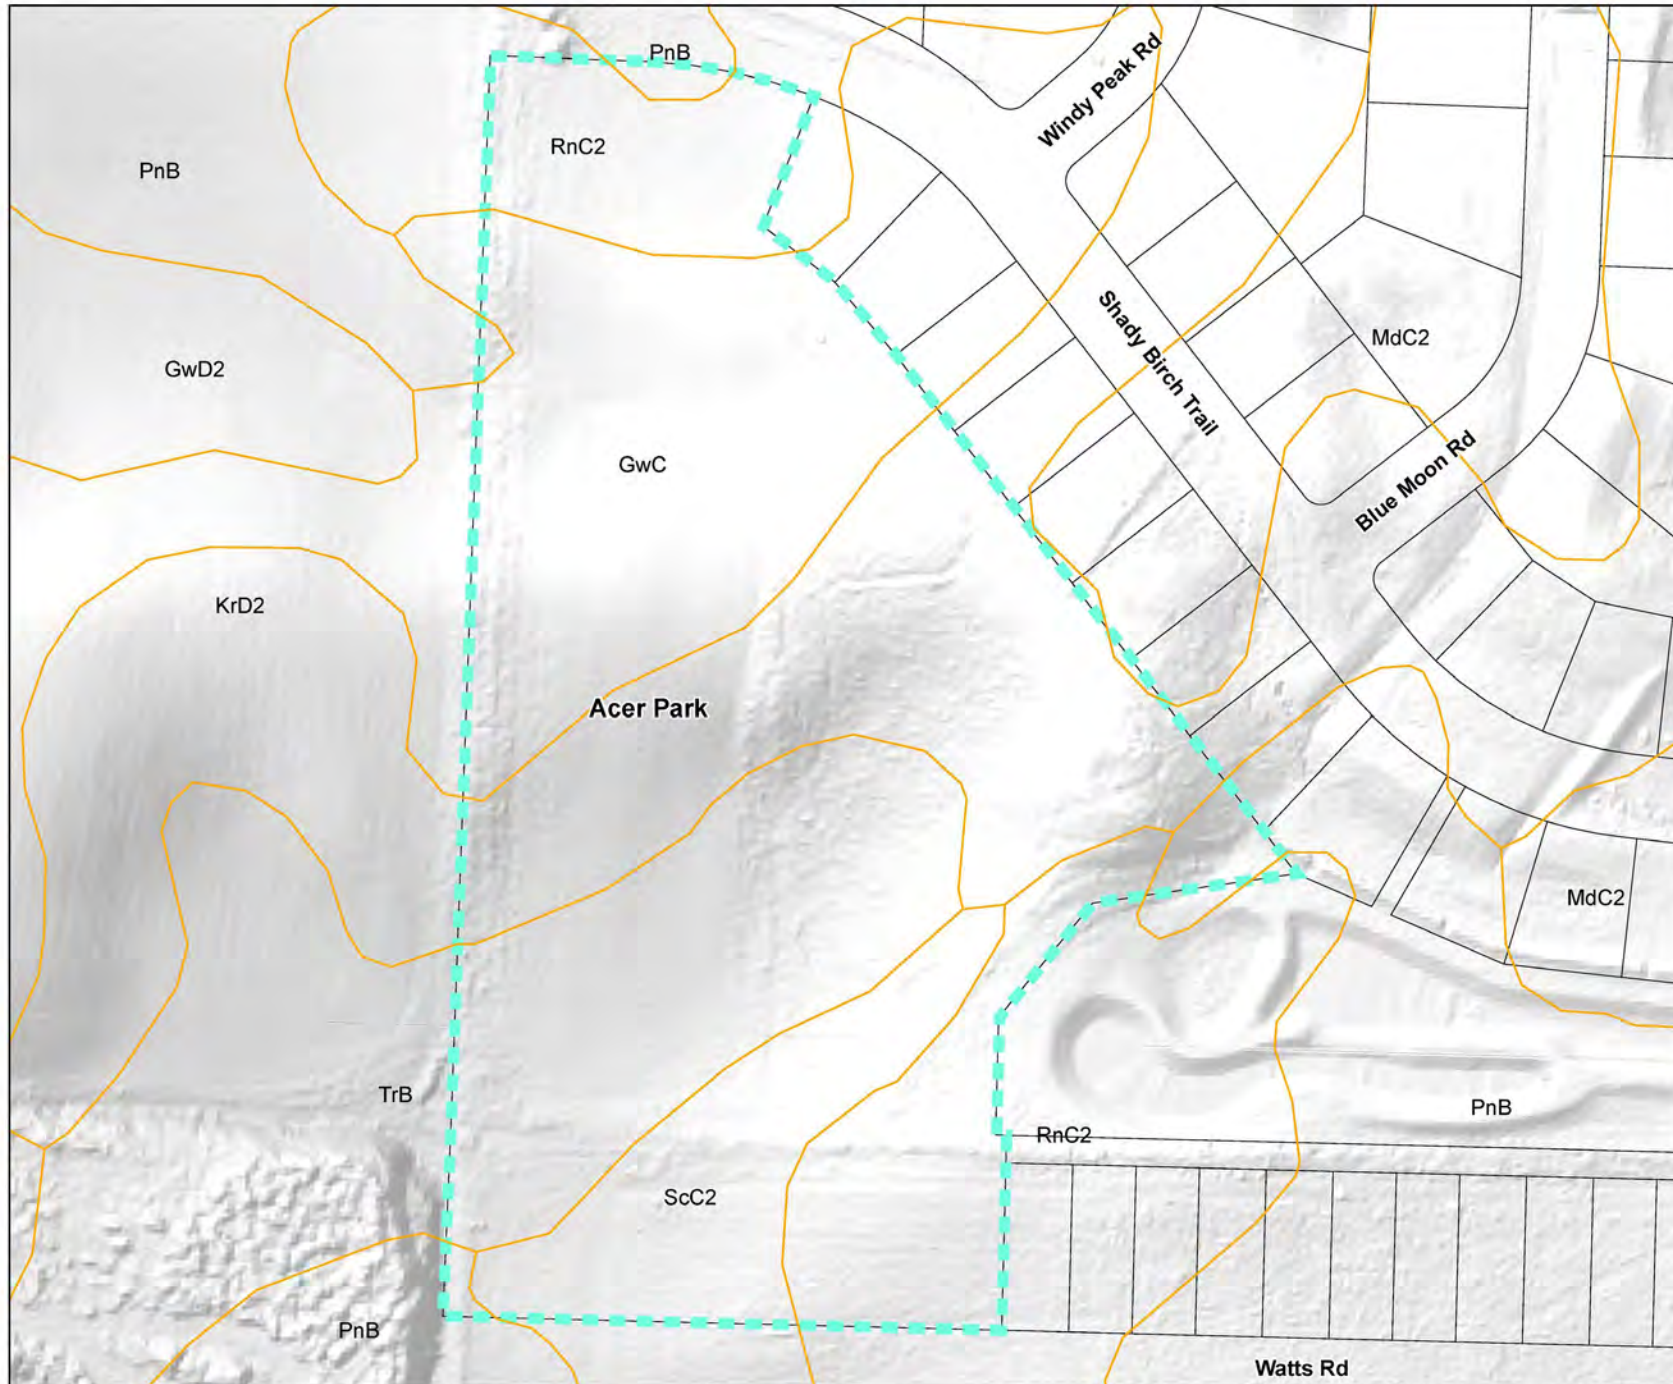 PnB
Windy Peak Rd
RnC2
PnB
Shady Birch Trail
MdC2
GwD2
GwC
Blue Moon Rd
KrD2
Acer Park
MdC2
TrB
PnB
RnC2
ScC2
PnB
Watts Rd